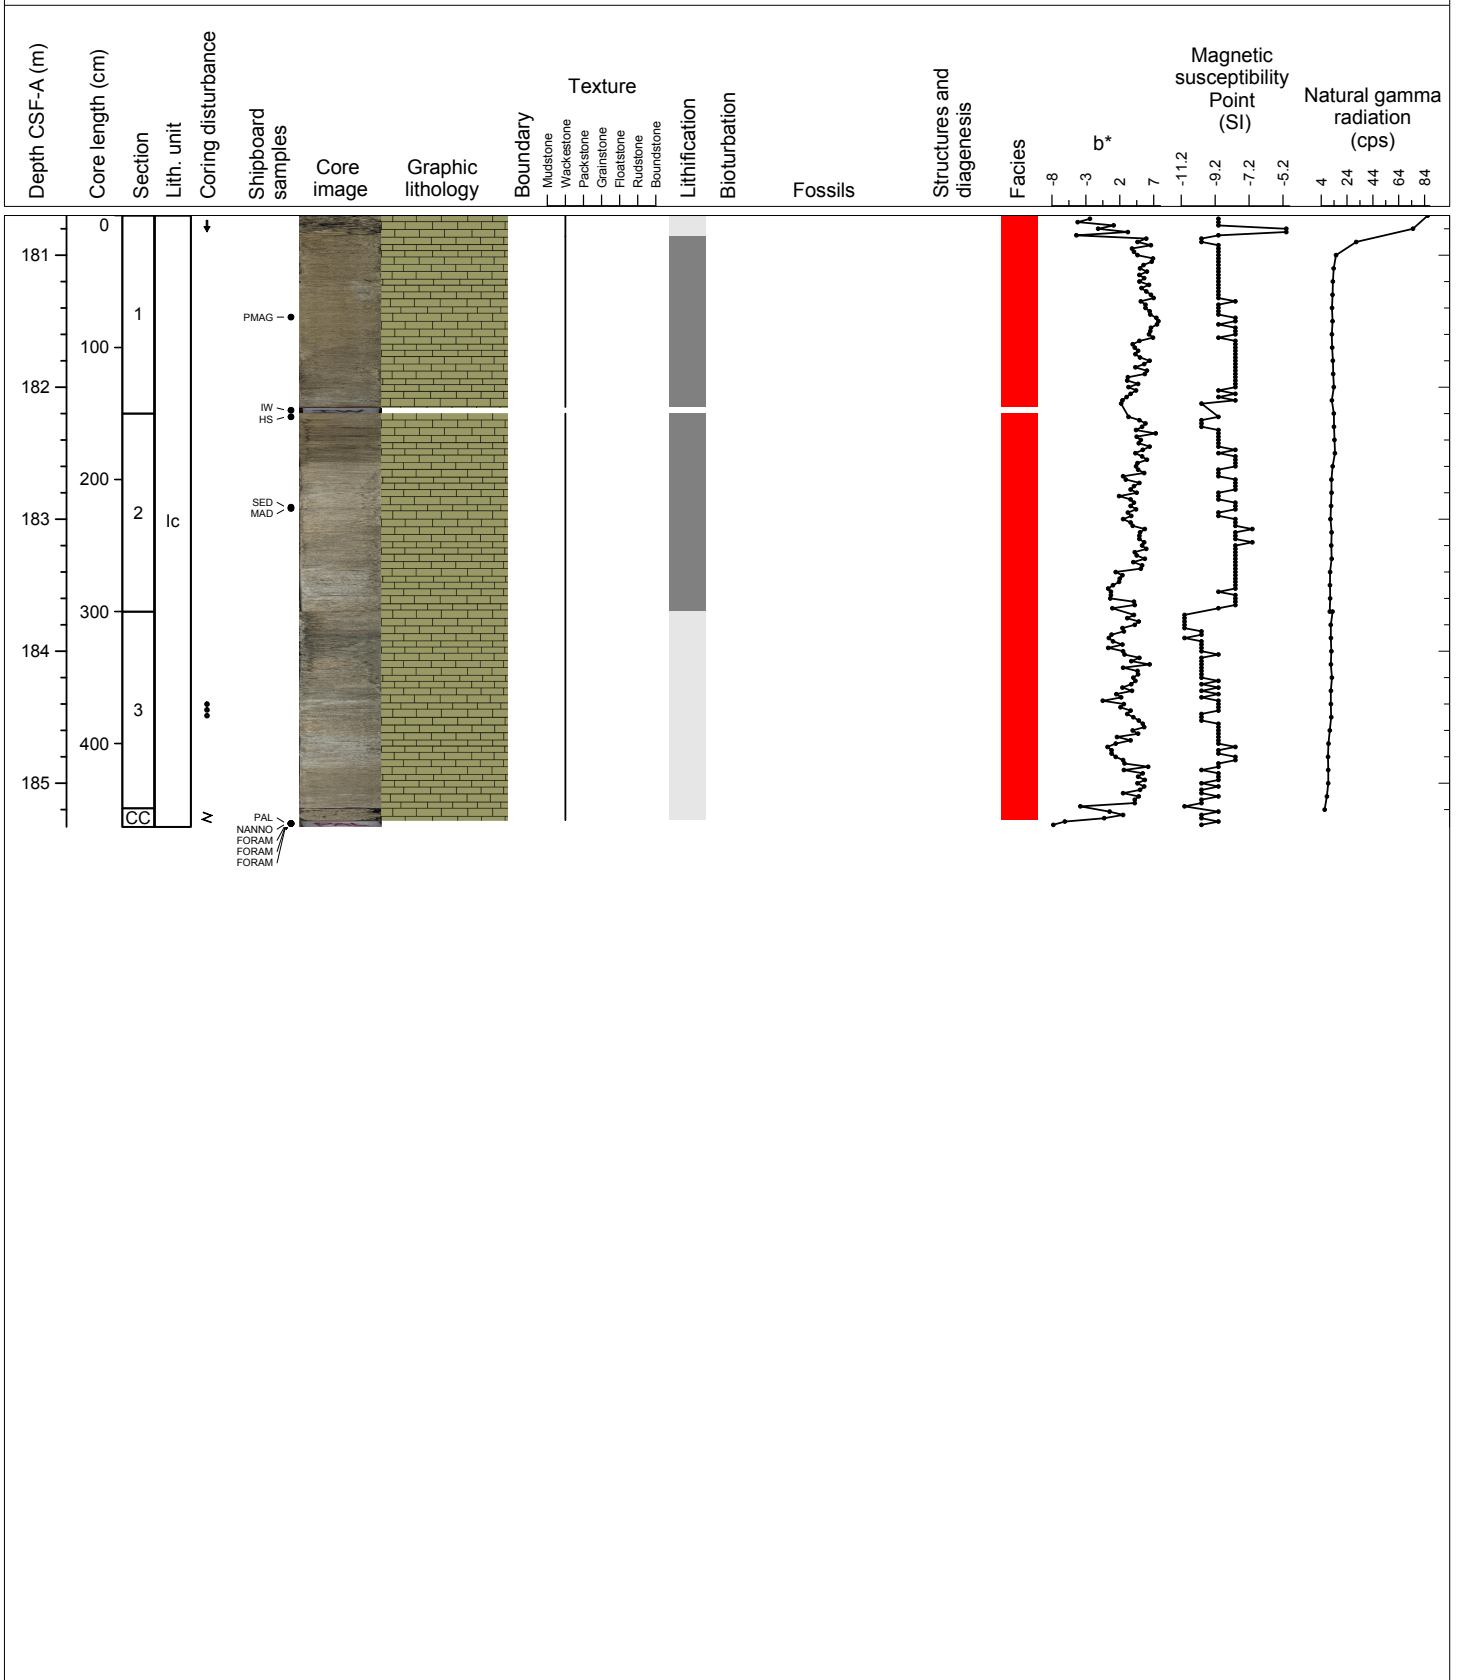 Depth CSF-A (m)
Core length (cm)
Section
Lith. unit
Coring disturbance
Shipboard
samples
Core
image
Graphic
lithology
Boundary
Texture
Mudstone
Wackestone
Packstone
Grainstone
Floatstone
Rudstone
Boundstone
Lithification
Bioturbation
Fossils
Structures and
diagenesis
Facies
b*
-8
-3
2
7
Magnetic
susceptibility
Point
(SI)
-11.2
-9.2
-7.2
-5.2
Natural gamma
radiation
(cps)
4
24
44
64
84
181
182
183
184
185
0
100
200
300
400
1
2
3
CC
Ic
PMAG
IW
HS
SED
MAD
PAL
NANNO
FORAM
FORAM
FORAM